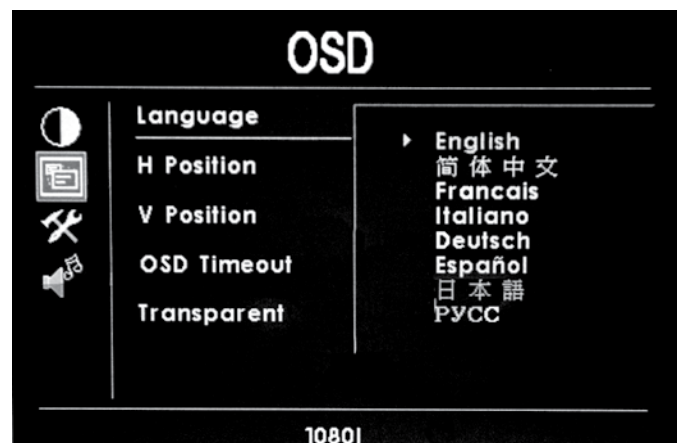 OSD
Language
H Position
V Position
OSD Timeout
Transparent
English
简体中文
Francais
Italiano
Deutsch
Español
日本語
РУСС
1080I